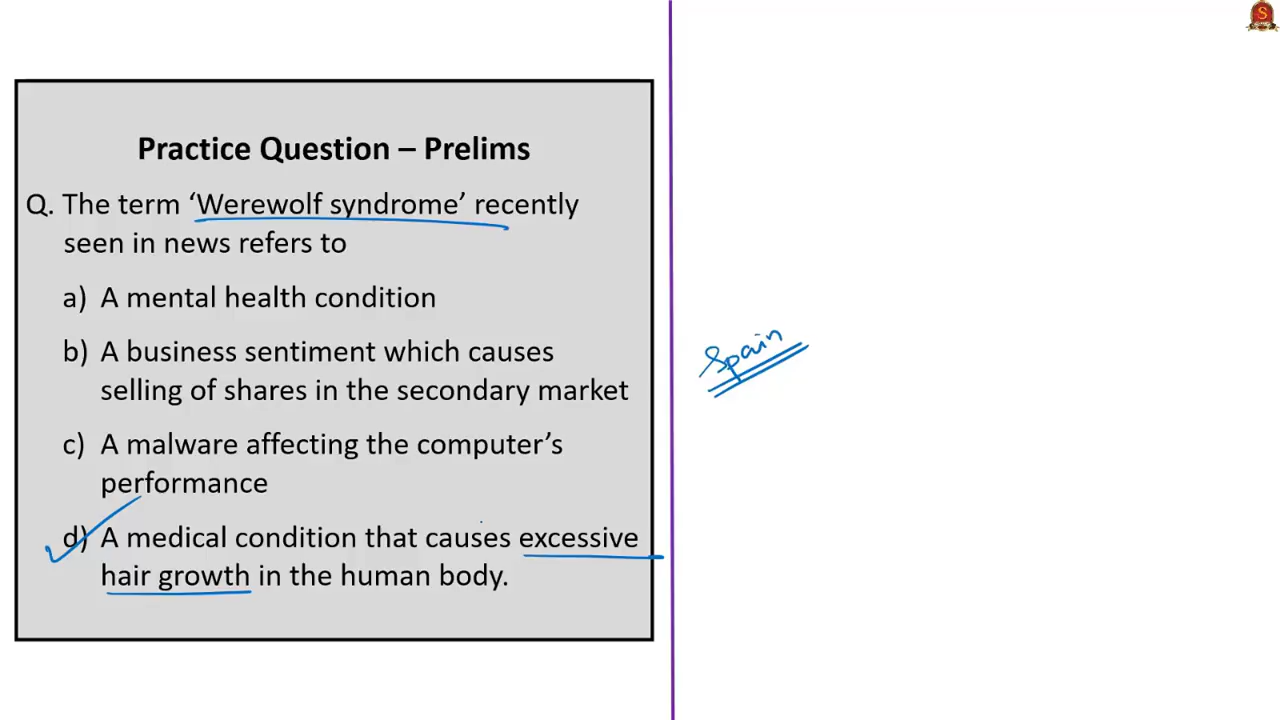 Practice Question – Prelims
Q. The term ‘Werewolf syndrome’ recently
seen in news refers to
a) A mental health condition
b) A business sentiment which causes
selling of shares in the secondary market
c) A malware affecting the computer’s
performance
d) A medical condition that causes excessive
hair growth in the human body.
Spain
S